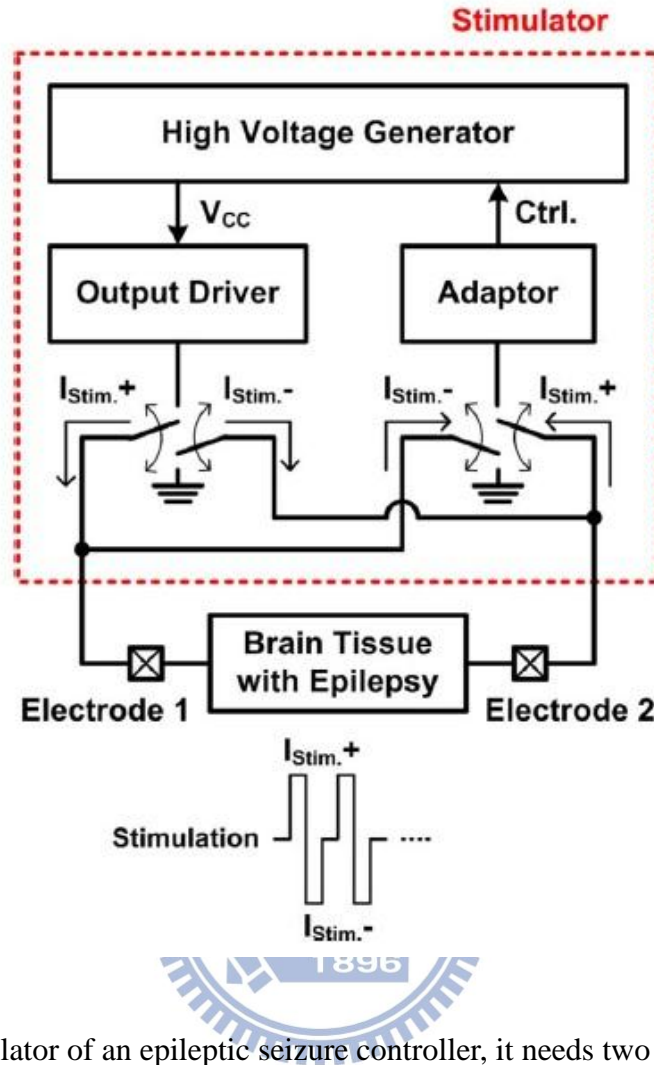 Stimulator
High Voltage Generator
VCC
Ctrl.
Output Driver
Adaptor
IStim.+
IStim.-
IStim.-
IStim.+
Brain Tissue
with Epilepsy
Electrode 1
Electrode 2
IStim.+
Stimulation
....
IStim.-
1896
lator of an epileptic seizure controller, it needs two